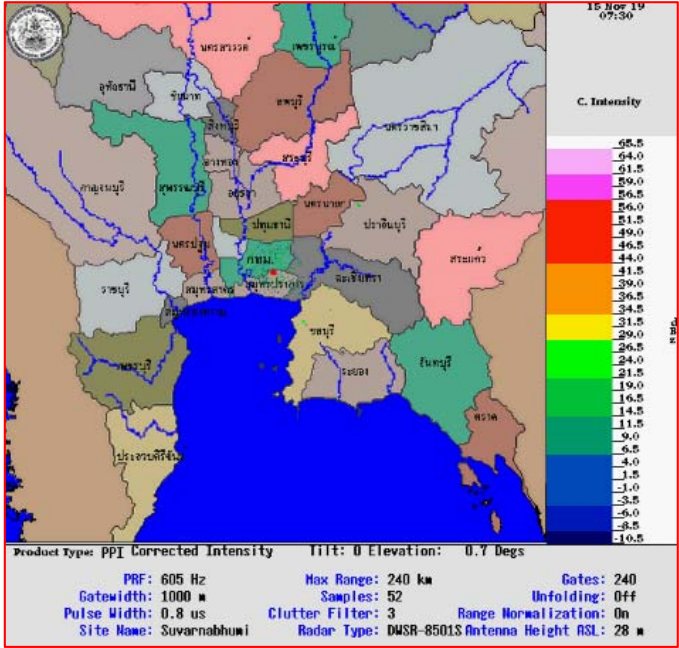 15 Nov 19
07:30
C. Intensity
นครสวรรค์
เพชรบูรณ์
อุทัยธานี
ชัยนาท
ลพบุรี
สิงห์บุรี
นครราชสีมา
อ่างทอง
สระบุรี
กาญจนบุรี
สุพรรณบุรี
อยุธยา
นครนายก
ปราจีนบุรี
ปทุมธานี
นครปฐม
กทม.
สระแก้ว
ราชบุรี
สมุทรสาคร
สมุทรปราการ
ฉะเชิงเทรา
ชลบุรี
เพชรบุรี
ระยอง
จันทบุรี
ตราด
ประจวบคีรีขันธ์
65.5
64.0
61.5
59.0
56.5
56.0
53.5
51.5
49.0
46.5
44.0
41.5
39.0
36.5
34.5
31.5
29.0
26.5
24.0
21.5
19.0
16.5
14.5
11.5
9.0
6.5
4.0
1.5
-1.0
-3.5
-6.0
-8.5
-10.5
Product Type: PPI Corrected Intensity Tilt: 0 Elevation: 0.7 Degs
PRF: 605 Hz Max Range: 240 km Gates: 240
Gatewidth: 1000 m Samples: 52 Unfolding: Off
Pulse Width: 0.8 us Clutter Filter: 3 Range Normalization: On
Site Name: Suvarnabhumi Radar Type: DWSR-8501S Antenna Height ASL: 28 m